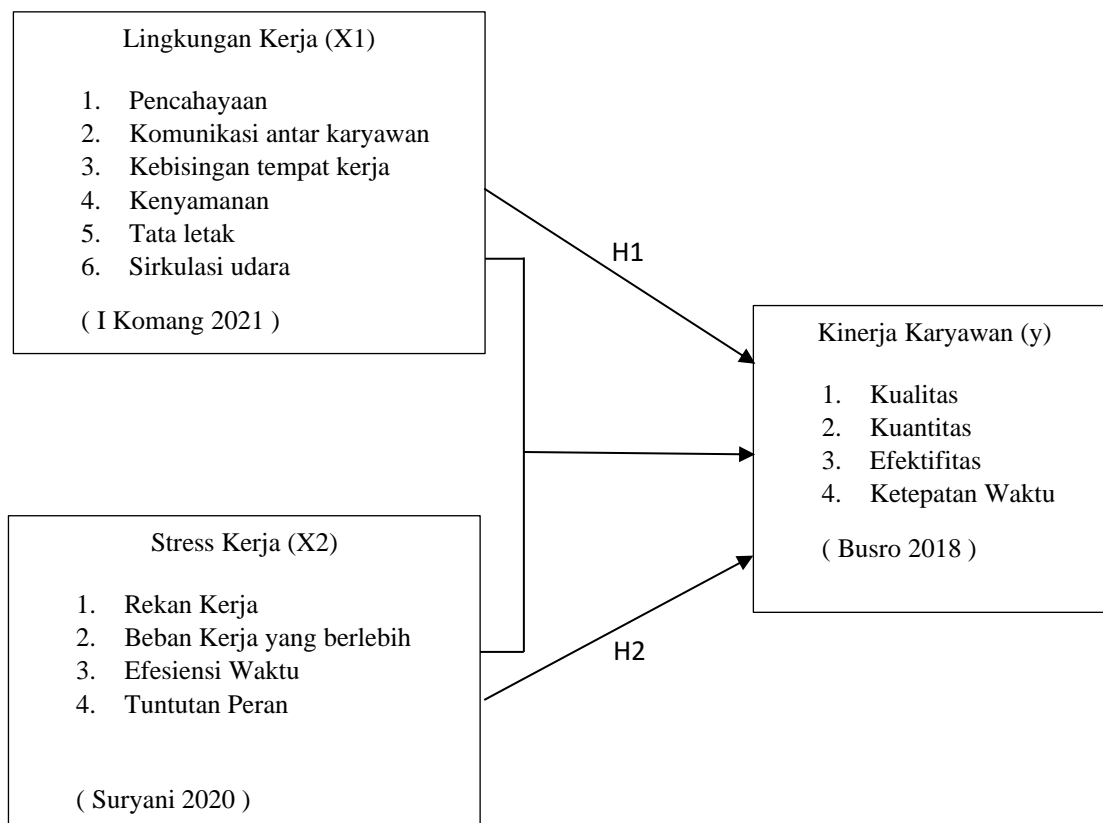 Lingkungan Kerja (X1)
1. Pencahayaan
2. Komunikasi antar karyawan
3. Kebisingan tempat kerja
4. Kenyamanan
5. Tata letak
6. Sirkulasi udara
( I Komang 2021 )
H1
Kinerja Karyawan (y)
1. Kualitas
2. Kuantitas
3. Efektifitas
4. Ketepatan Waktu
( Busro 2018 )
Stress Kerja (X2)
1. Rekan Kerja
2. Beban Kerja yang berlebih
3. Efesiensi Waktu
4. Tuntutan Peran
( Suryani 2020 )
H2